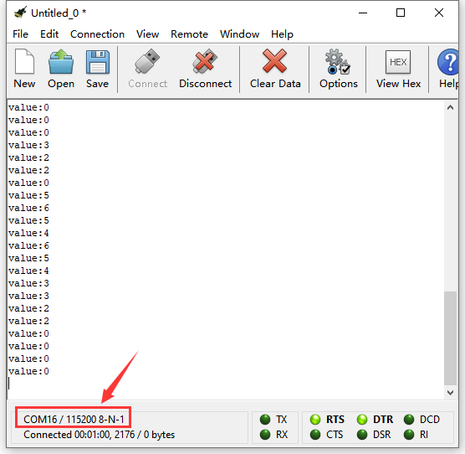 Untitled_0 *
File Edit Connection View Remote Window Help
HEX
New Open Save Connect Disconnect Clear Data Options View Hex Help
value:0
value:0
value:0
value:3
value:2
value:2
value:0
value:5
value:6
value:5
value:4
value:6
value:5
value:4
value:3
value:3
value:2
value:2
value:0
value:0
value:0
value:0
COM16 / 115200 8-N-1
TX RTS DTR DCD
Connected 00:01:00, 2176 / 0 bytes
RX CTS DSR RI